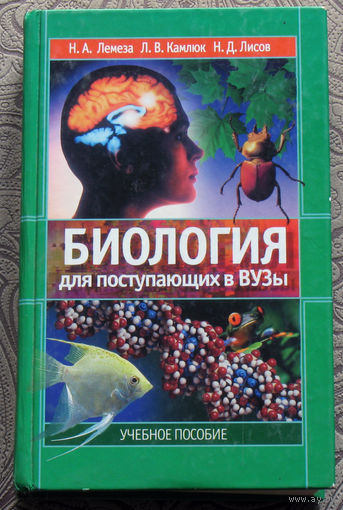 Н. А. Лемеза Л. В. Камлюк Н. Д. Лисов
БИОЛОГИЯ
для поступающих в ВУЗы
УЧЕБНОЕ ПОСОБИЕ